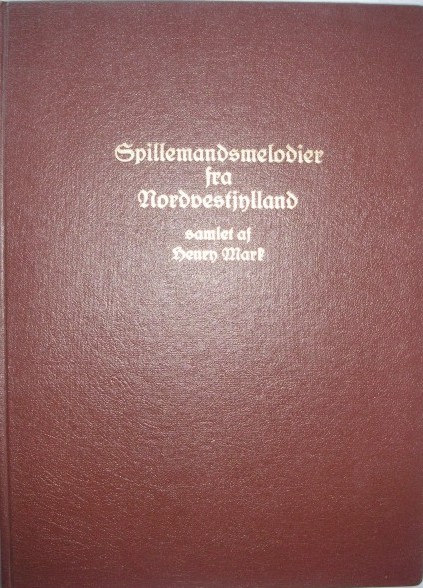 Spillemandsmelodier
fra
Nordvestjylland
samlet af
Henry Mark